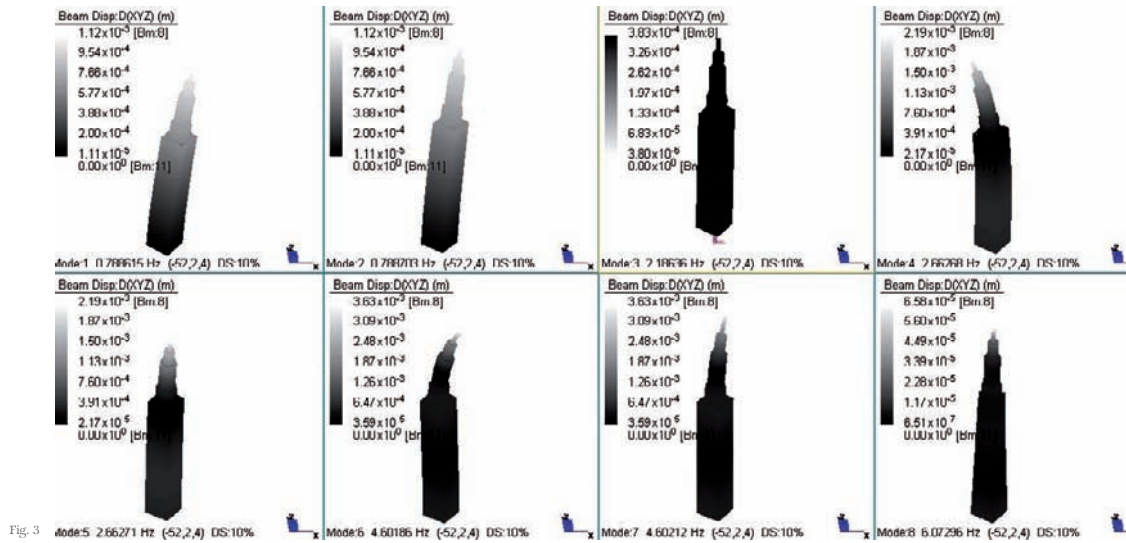 Beam Disp:D(XYZ) (m)
1.12x10⁻³ [Bm:8]
9.54x10⁻⁴
7.66x10⁻⁴
5.77x10⁻⁴
3.88x10⁻⁴
2.00x10⁻⁴
1.11x10⁻⁵
0.00x10⁰ [Bm:11]
x
Mode:1 0.788615 Hz (-52,2,4) DS:10%
Beam Disp:D(XYZ) (m)
1.12x10⁻³ [Bm:8]
9.54x10⁻⁴
7.66x10⁻⁴
5.77x10⁻⁴
3.88x10⁻⁴
2.00x10⁻⁴
1.11x10⁻⁵
0.00x10⁰ [Bm:11]
x
Mode:2 0.788703 Hz (-52,2,4) DS:10%
Beam Disp:D(XYZ) (m)
3.83x10⁻⁴ [Bm:8]
3.26x10⁻⁴
2.62x10⁻⁴
1.97x10⁻⁴
1.33x10⁻⁴
6.83x10⁻⁵
3.80x10⁻⁶
0.00x10⁰ [Bm:11]
x
Mode:3 2.18636 Hz (-52,2,4) DS:10%
Beam Disp:D(XYZ) (m)
2.19x10⁻³ [Bm:8]
1.87x10⁻³
1.50x10⁻³
1.13x10⁻³
7.60x10⁻⁴
3.91x10⁻⁴
2.17x10⁻⁵
0.00x10⁰
x
Mode:4 2.66268 Hz (-52,2,4) DS:10%
Beam Disp:D(XYZ) (m)
2.19x10⁻³ [Bm:8]
1.87x10⁻³
1.50x10⁻³
1.13x10⁻³
7.60x10⁻⁴
3.91x10⁻⁴
2.17x10⁻⁵
0.00x10⁰
x
Mode:5 2.66271 Hz (-52,2,4) DS:10%
Beam Disp:D(XYZ) (m)
3.63x10⁻³ [Bm:8]
3.09x10⁻³
2.48x10⁻³
1.87x10⁻³
1.26x10⁻³
6.47x10⁻⁴
3.59x10⁻⁵
0.00x10⁰
x
Mode:6 4.60186 Hz (-52,2,4) DS:10%
Beam Disp:D(XYZ) (m)
3.63x10⁻³ [Bm:8]
3.09x10⁻³
2.48x10⁻³
1.87x10⁻³
1.26x10⁻³
6.47x10⁻⁴
3.59x10⁻⁵
0.00x10⁰
x
Mode:7 4.60212 Hz (-52,2,4) DS:10%
Beam Disp:D(XYZ) (m)
6.58x10⁻⁵ [Bm:8]
5.60x10⁻⁵
4.49x10⁻⁵
3.39x10⁻⁵
2.28x10⁻⁵
1.17x10⁻⁵
6.51x10⁻⁷
0.00x10⁰
x
Mode:8 6.07296 Hz (-52,2,4) DS:10%
Fig. 3